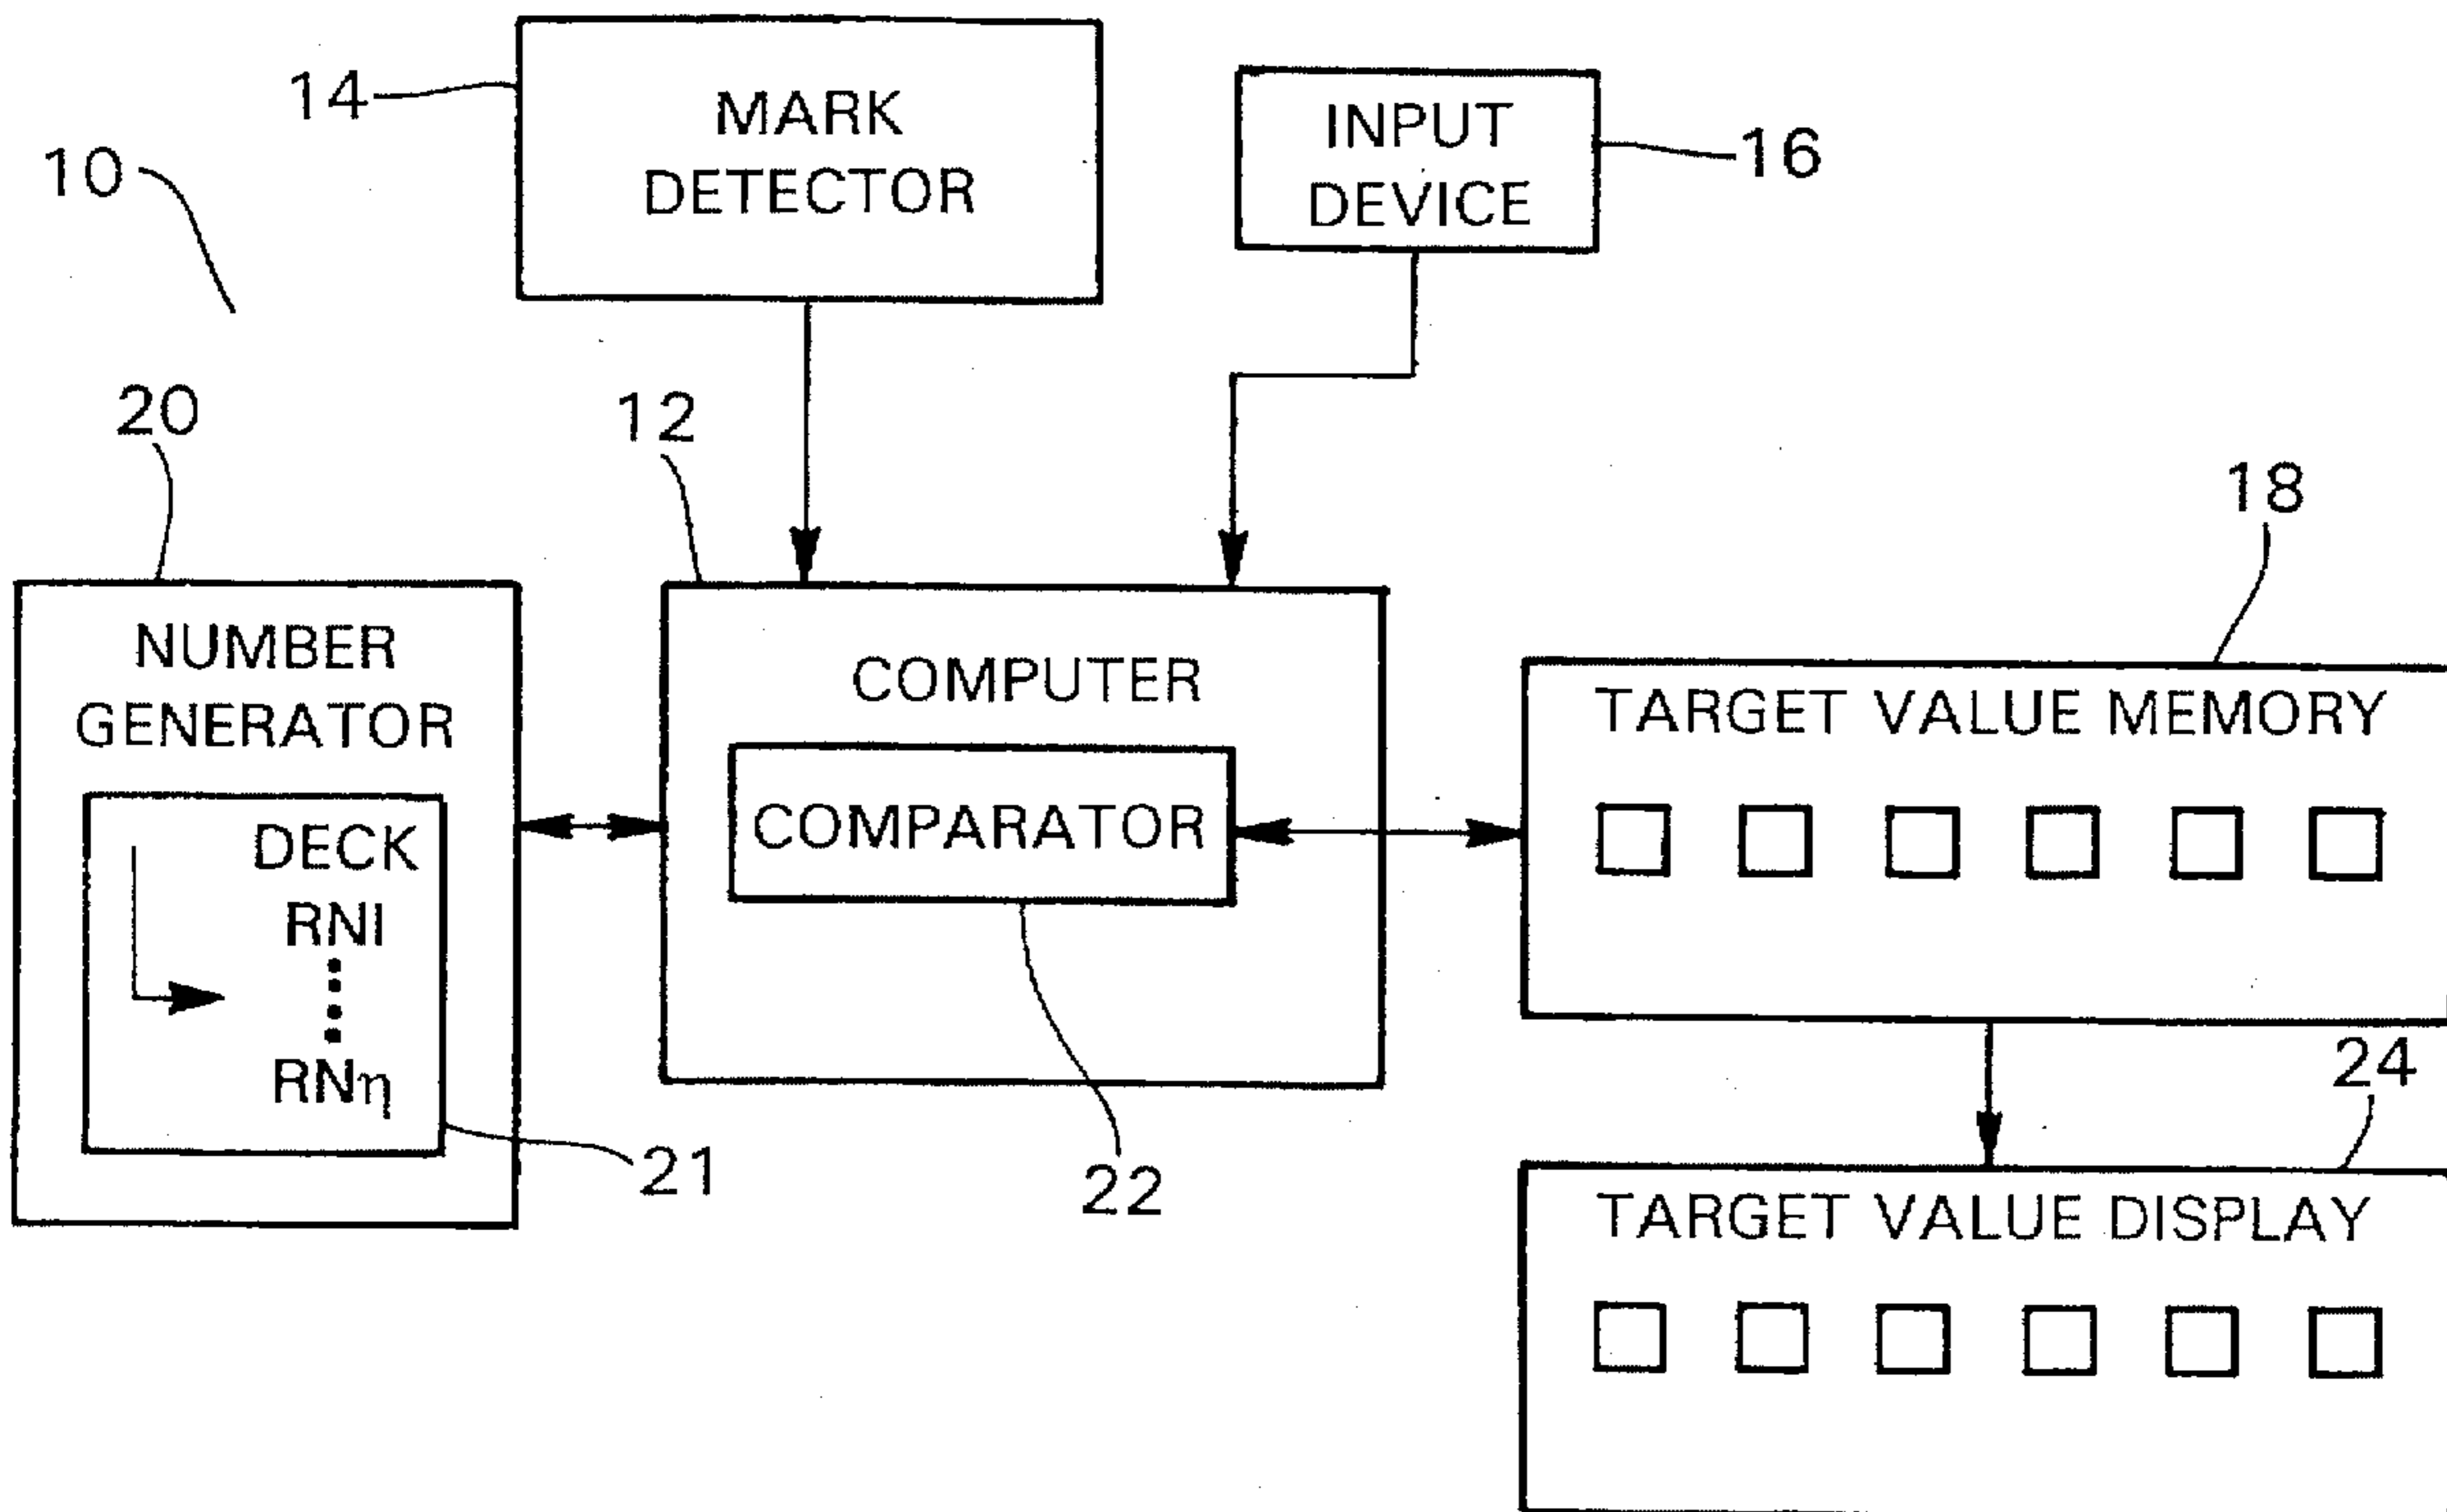 14
MARK
DETECTOR
INPUT
DEVICE
16
10
20
12
18
NUMBER
GENERATOR
DECK
RNI
RNη
21
COMPUTER
COMPARATOR
22
TARGET VALUE MEMORY
24
TARGET VALUE DISPLAY